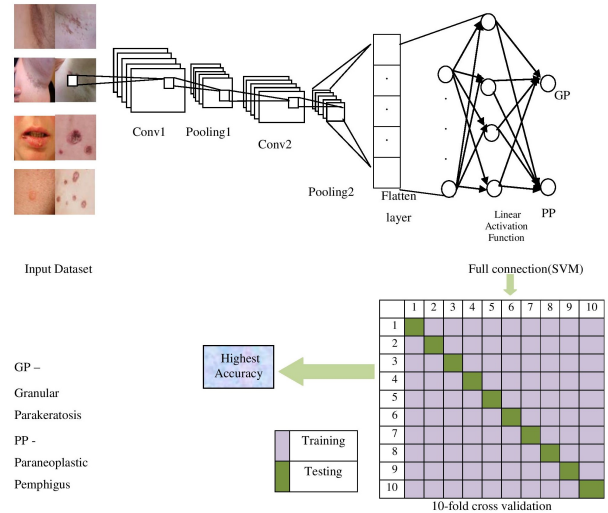 Conv1
Pooling1
Conv2
Pooling2
Flatten
layer
Linear
Activation
Function
GP
PP
Input Dataset
Full connection(SVM)
1 2 3 4 5 6 7 8 9 10
1
2
3
4
5
6
7
8
9
10
Highest
Accuracy
GP –
Granular
Parakeratosis
PP -
Paraneoplastic
Pemphigus
Training
Testing
10-fold cross validation